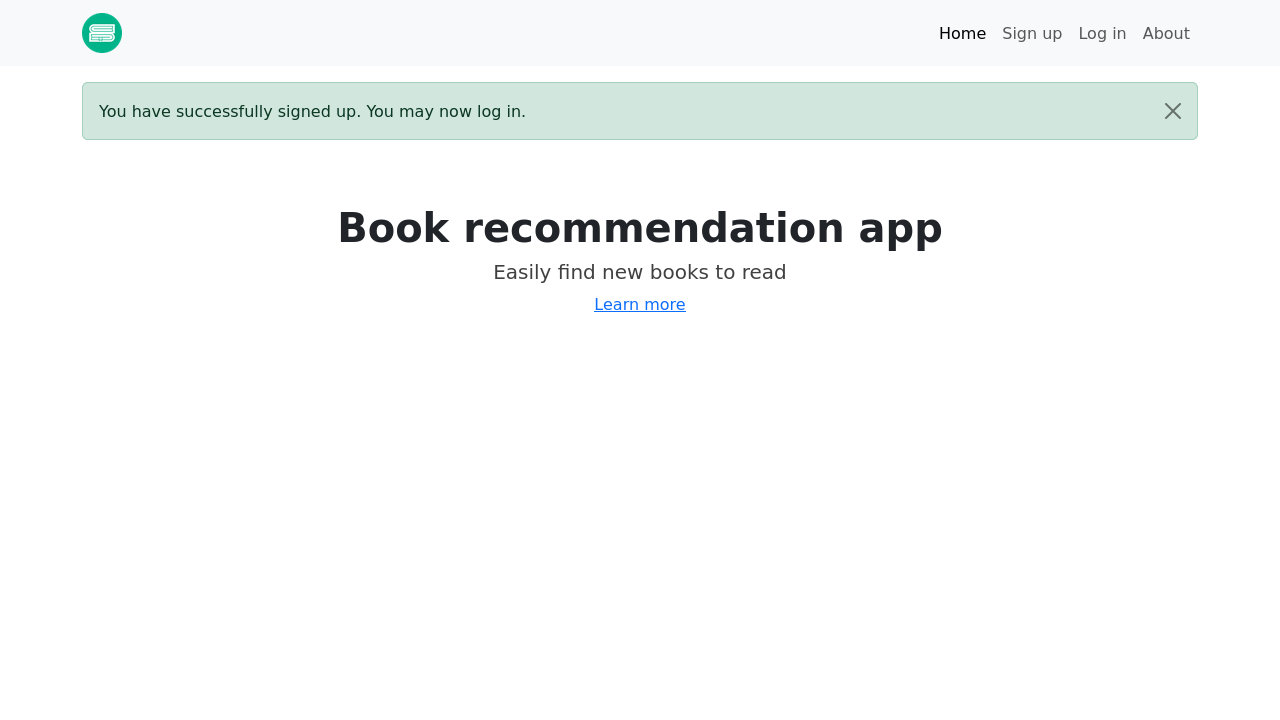 Home Sign up Log in About
You have successfully signed up. You may now log in.
Book recommendation app
Easily find new books to read
Learn more